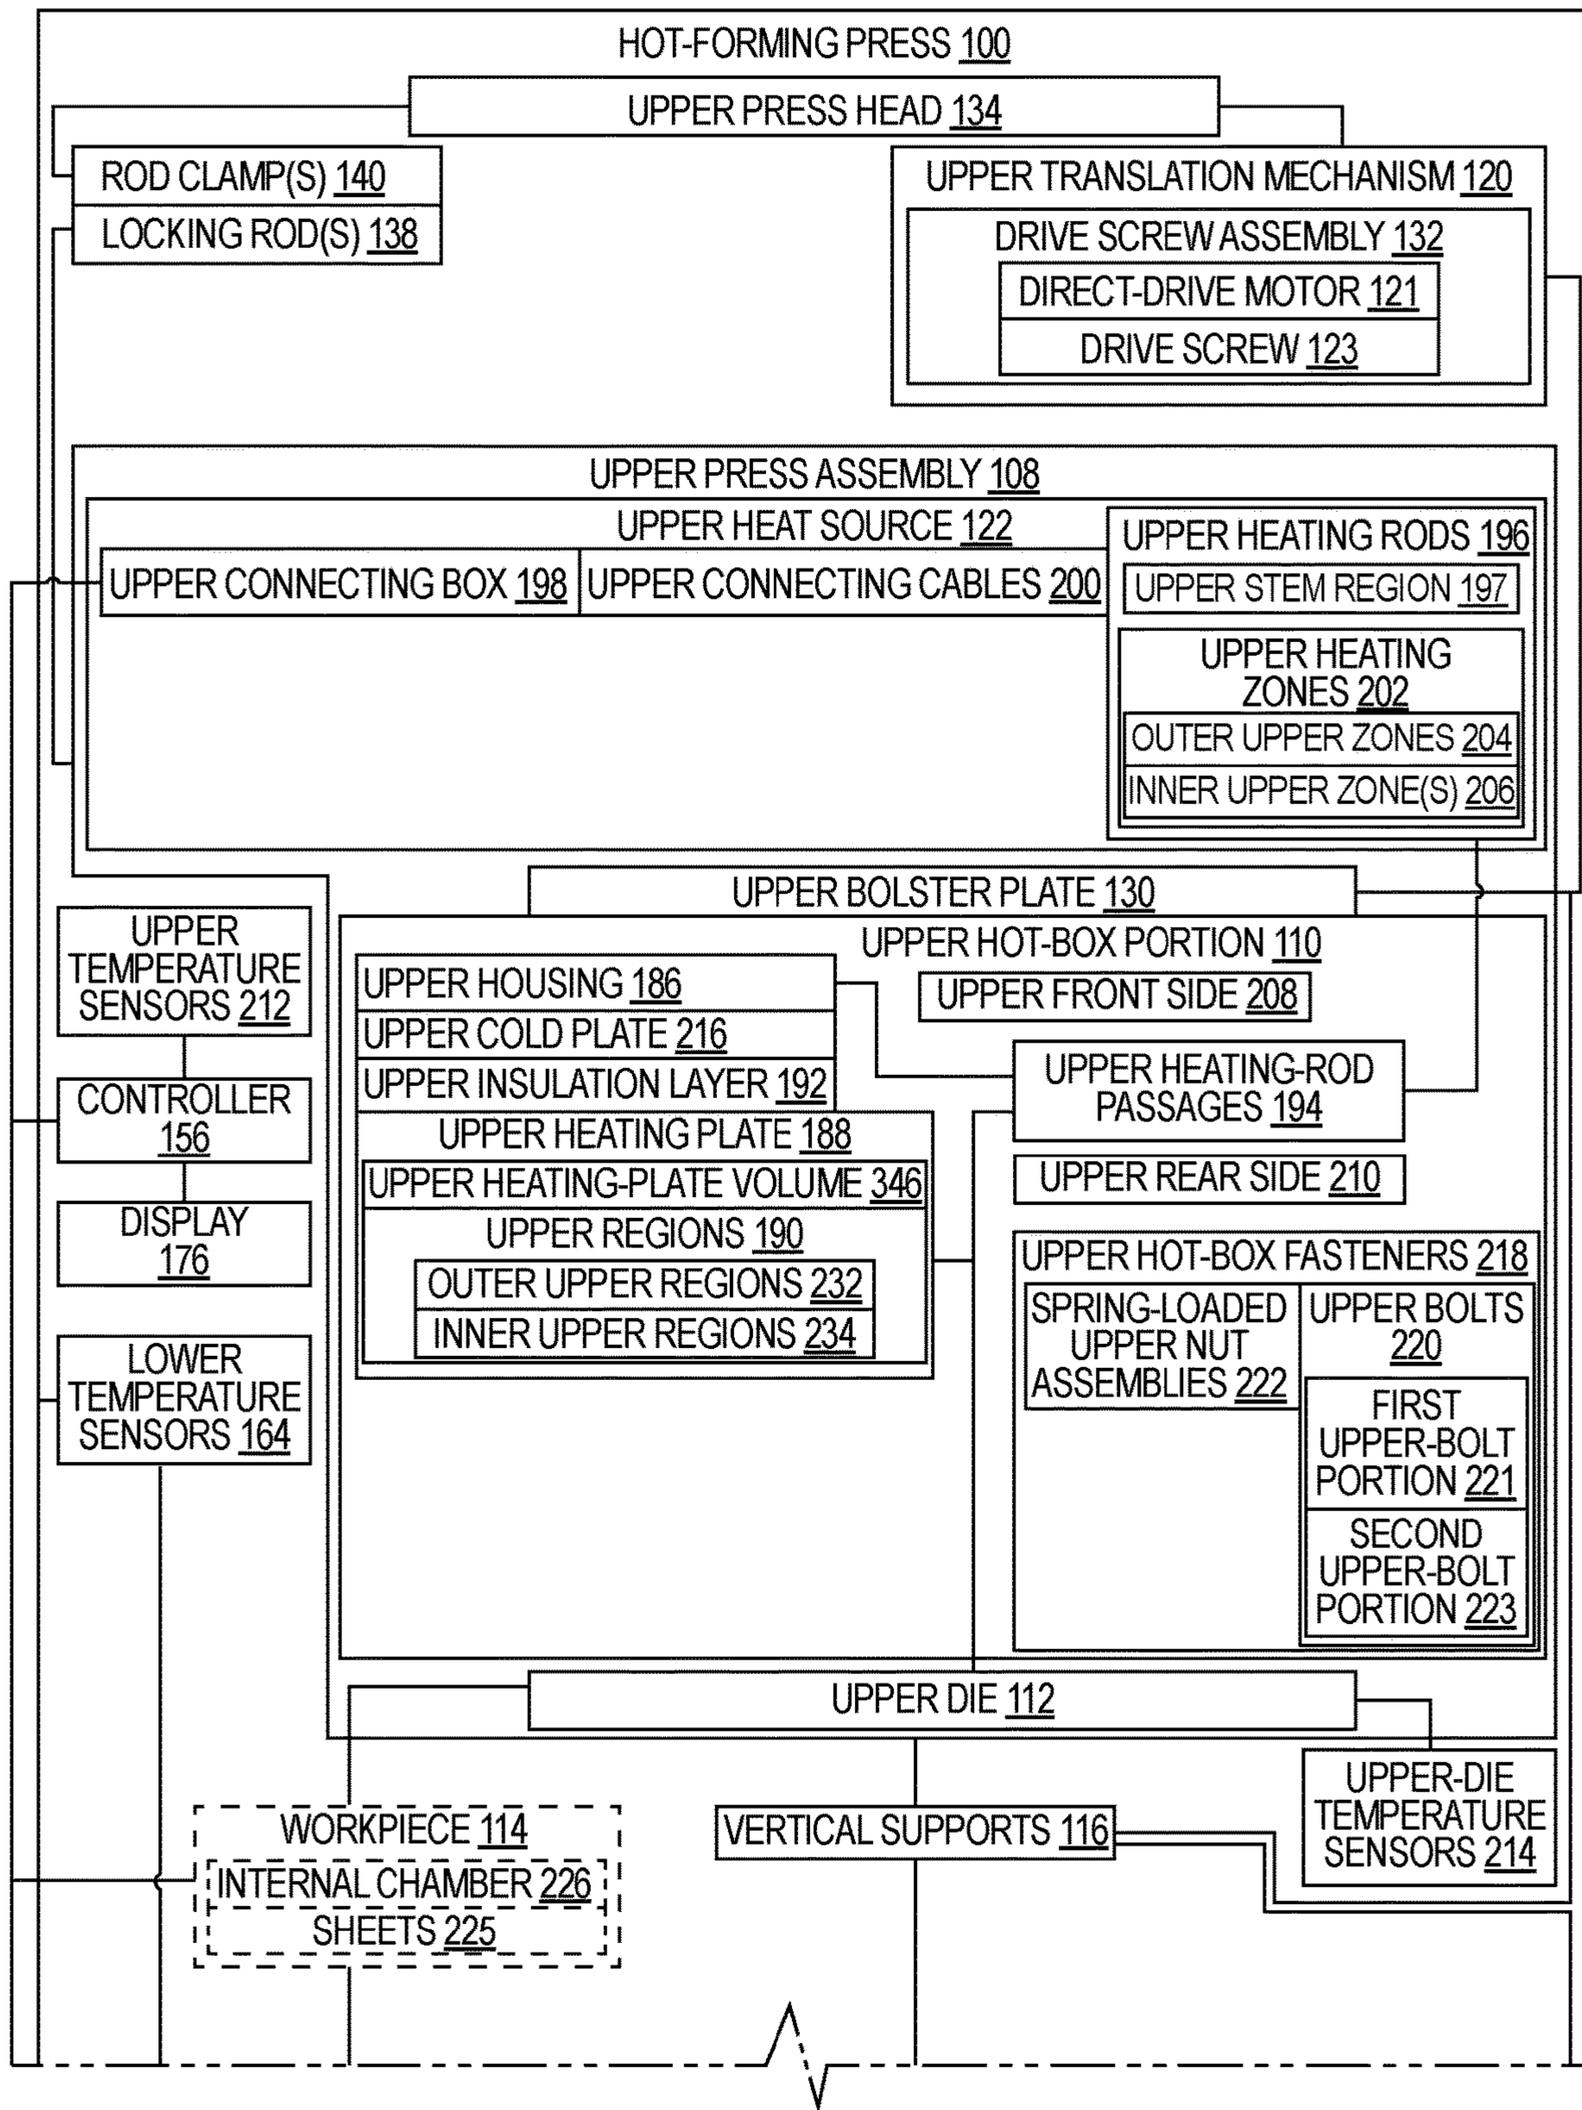 HOT-FORMING PRESS 100
UPPER PRESS HEAD 134
ROD CLAMP(S) 140
LOCKING ROD(S) 138
UPPER TRANSLATION MECHANISM 120
DRIVE SCREW ASSEMBLY 132
DIRECT-DRIVE MOTOR 121
DRIVE SCREW 123
UPPER PRESS ASSEMBLY 108
UPPER HEAT SOURCE 122
UPPER CONNECTING BOX 198
UPPER CONNECTING CABLES 200
UPPER HEATING RODS 196
UPPER STEM REGION 197
UPPER HEATING
ZONES 202
OUTER UPPER ZONES 204
INNER UPPER ZONE(S) 206
UPPER BOLSTER PLATE 130
UPPER
TEMPERATURE
SENSORS 212
CONTROLLER
156
DISPLAY
176
LOWER
TEMPERATURE
SENSORS 164
UPPER HOT-BOX PORTION 110
UPPER HOUSING 186
UPPER COLD PLATE 216
UPPER INSULATION LAYER 192
UPPER HEATING PLATE 188
UPPER HEATING-PLATE VOLUME 346
UPPER REGIONS 190
OUTER UPPER REGIONS 232
INNER UPPER REGIONS 234
UPPER FRONT SIDE 208
UPPER HEATING-ROD
PASSAGES 194
UPPER REAR SIDE 210
UPPER HOT-BOX FASTENERS 218
SPRING-LOADED
UPPER NUT
ASSEMBLIES 222
UPPER BOLTS
220
FIRST
UPPER-BOLT
PORTION 221
SECOND
UPPER-BOLT
PORTION 223
UPPER DIE 112
UPPER-DIE
TEMPERATURE
SENSORS 214
WORKPIECE 114
INTERNAL CHAMBER 226
SHEETS 225
VERTICAL SUPPORTS 116